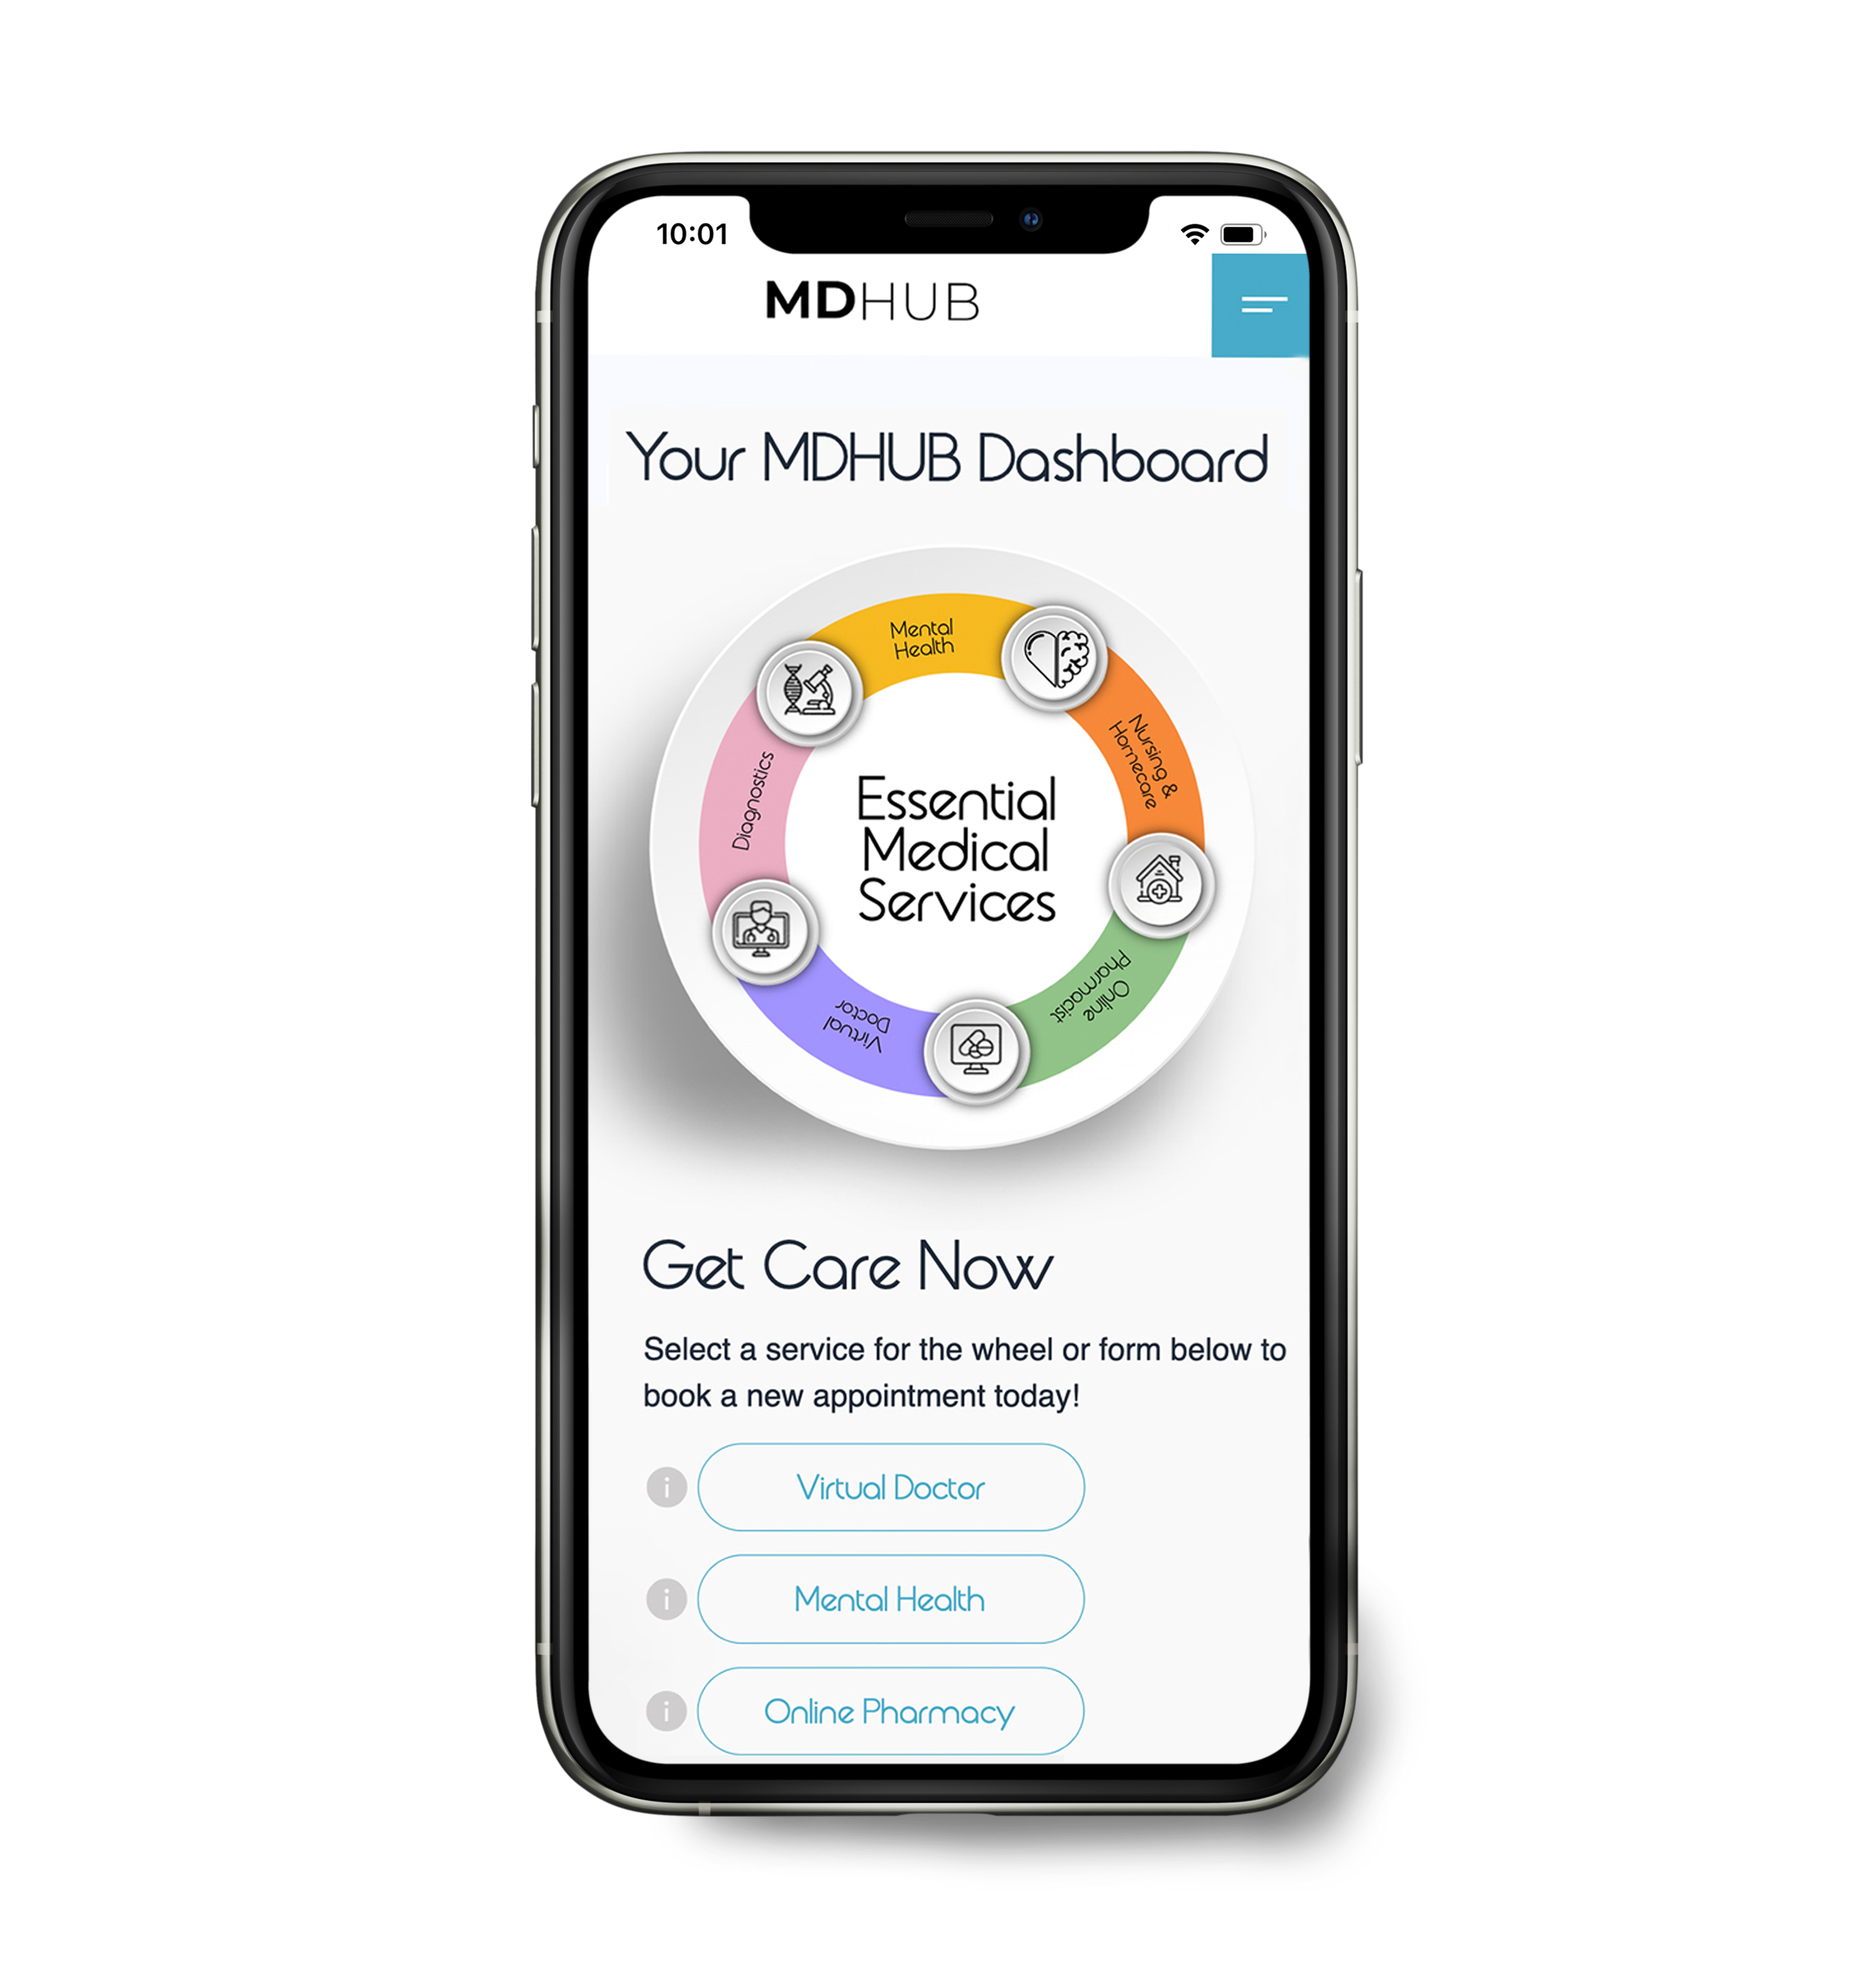 10:01
MDHUB
Your MDHUB Dashboard
Mental
Health
Nursing &
Homecare
Diagnostics
Essential
Medical
Services
Online
Pharmacist
Virtual
Doctor
Get Care Now
Select a service for the wheel or form below to
book a new appointment today!
i Virtual Doctor
i Mental Health
i Online Pharmacy